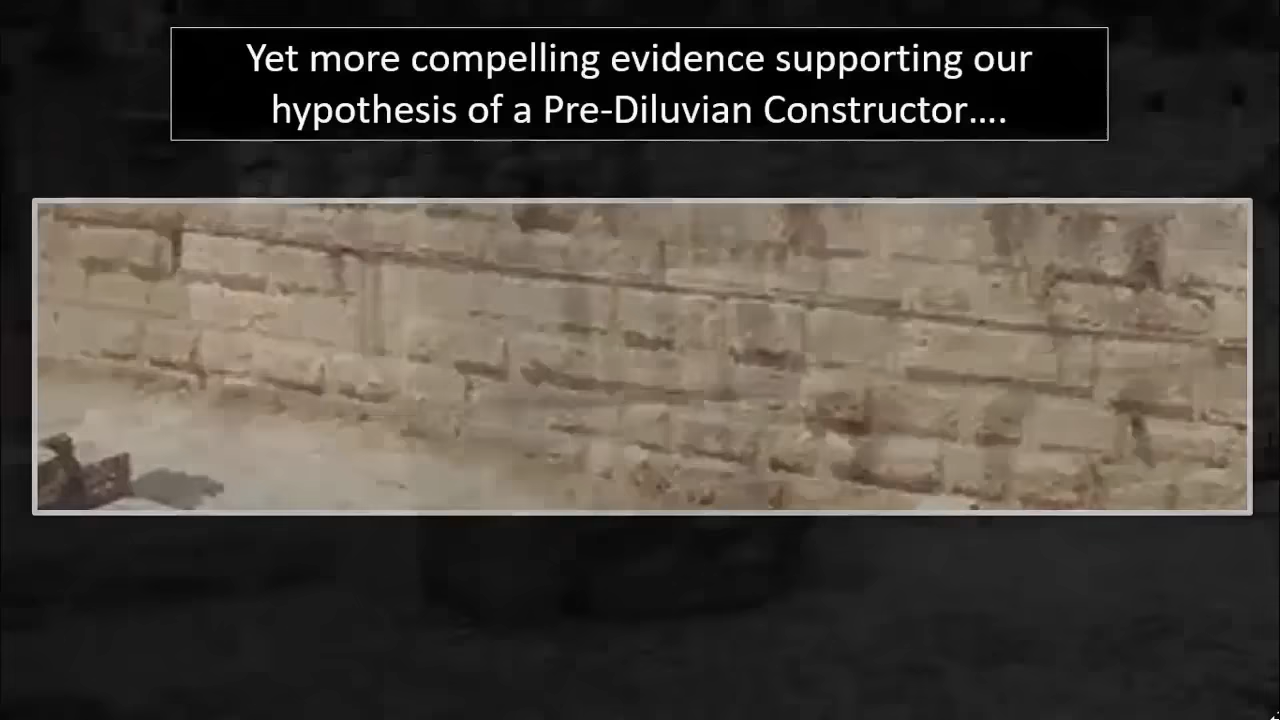 Yet more compelling evidence supporting our
hypothesis of a Pre-Diluvian Constructor....